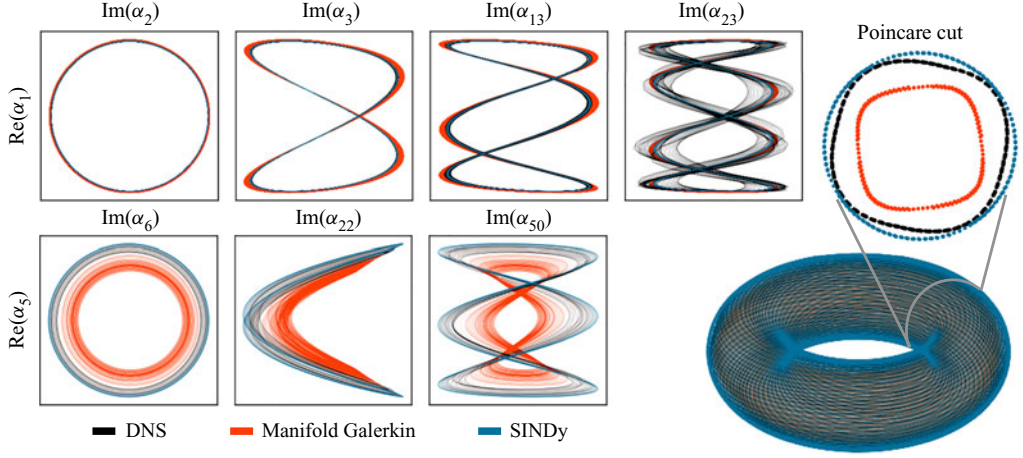 Im(α2) Im(α3) Im(α13) Im(α23)
Poincare cut
Re(α1)
Im(α6) Im(α22) Im(α50)
Re(α5)
DNS Manifold Galerkin SINDy